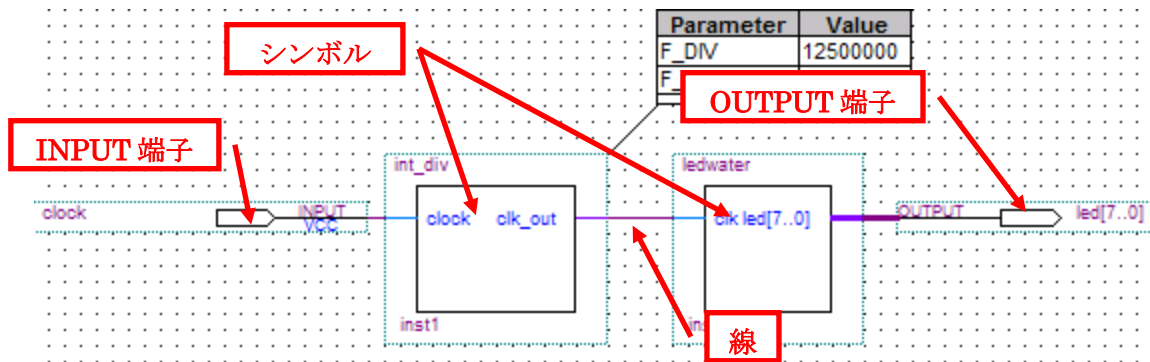 Parameter Value
F_DIV 12500000
F_
シンボル
OUTPUT 端子
INPUT 端子
int_div
ledwater
clock
INPUT
VCC
clock clk_out
clk led[7..0]
OUTPUT
led[7..0]
inst1
線